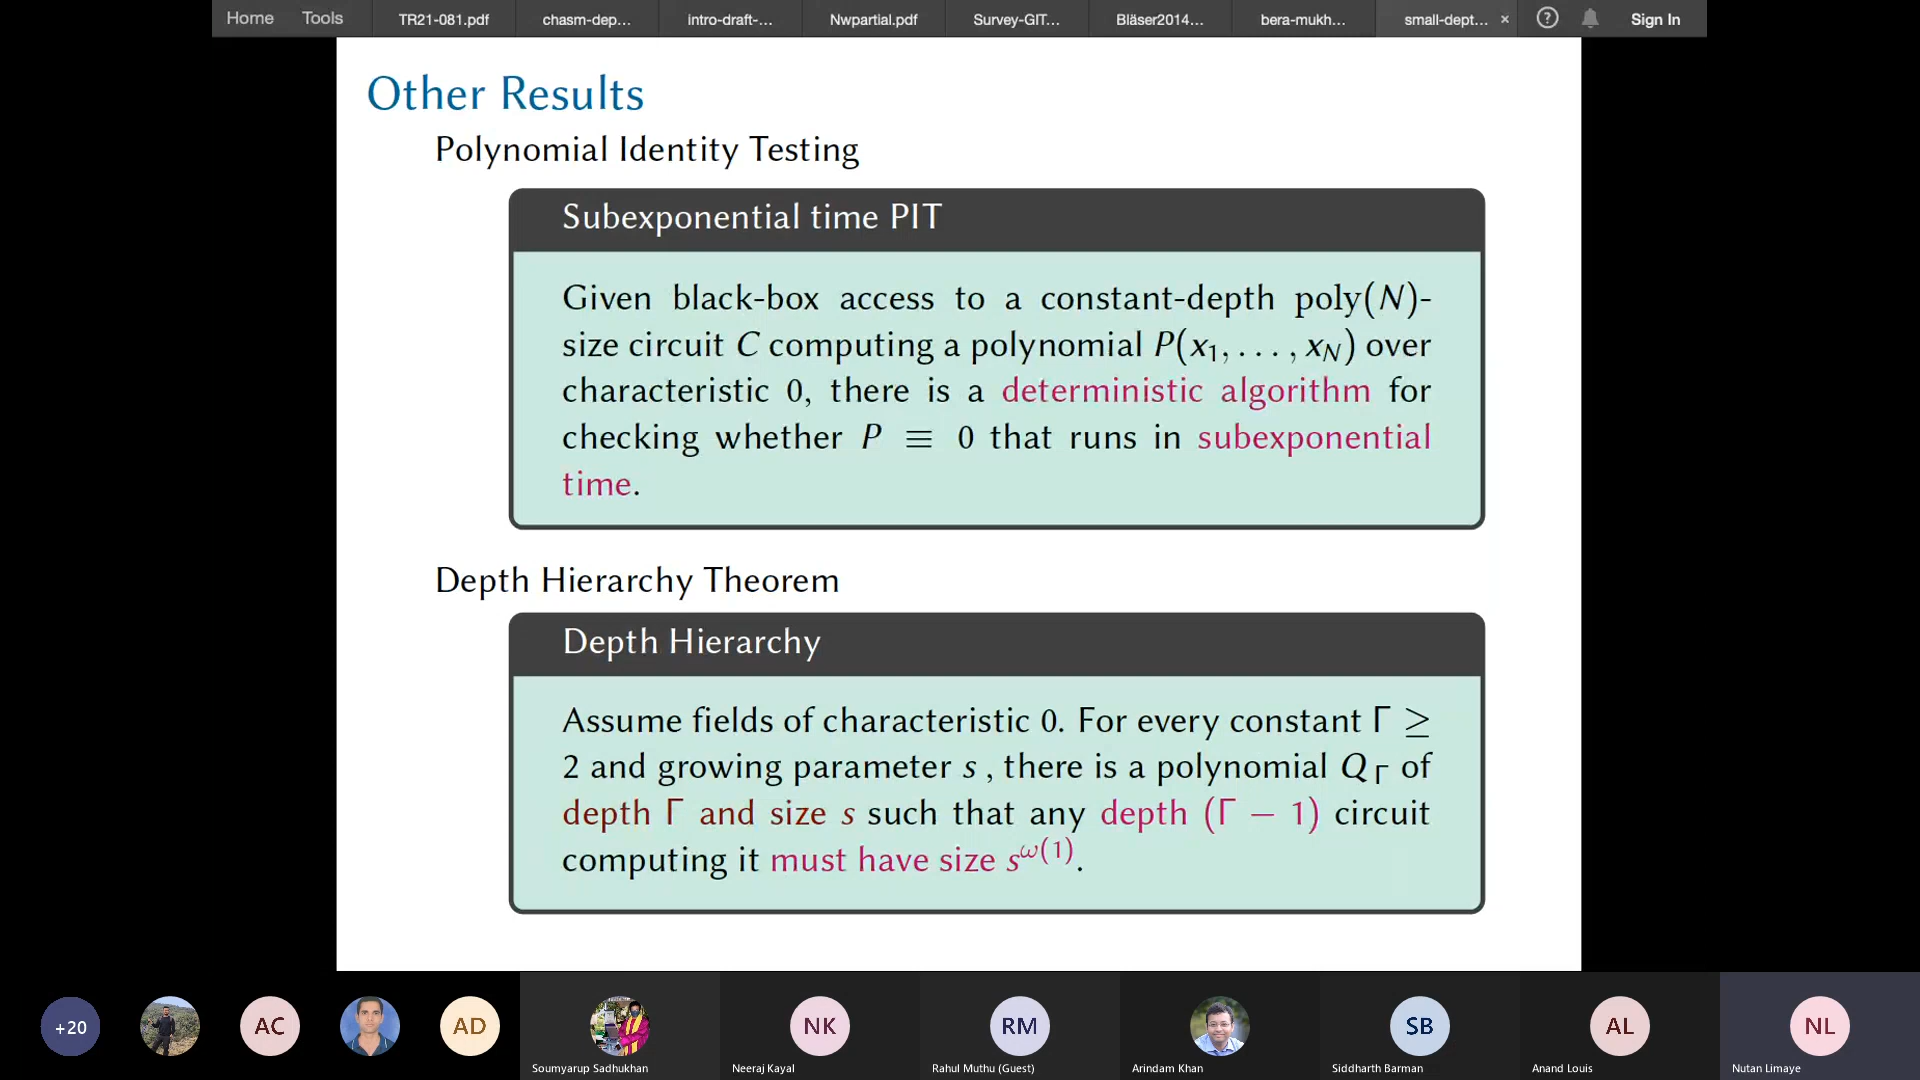 Home Tools TR21-081.pdf chasm-dep... intro-draft-... Nwpartial.pdf Survey-GIT... Bläser2014... bera-mukh... small-dept... × ? Sign In
Other Results
Polynomial Identity Testing
Subexponential time PIT
Given black-box access to a constant-depth poly(N)-
size circuit C computing a polynomial P(x₁, . . . , x_N) over
characteristic 0, there is a deterministic algorithm for
checking whether P ≡ 0 that runs in subexponential
time.
Depth Hierarchy Theorem
Depth Hierarchy
Assume fields of characteristic 0. For every constant Γ ≥
2 and growing parameter s , there is a polynomial Q_Γ of
depth Γ and size s such that any depth (Γ − 1) circuit
computing it must have size s^ω(1).
+20 AC AD NK RM SB AL NL
Soumyarup Sadhukhan Neeraj Kayal Rahul Muthu (Guest) Arindam Khan Siddharth Barman Anand Louis Nutan Limaye